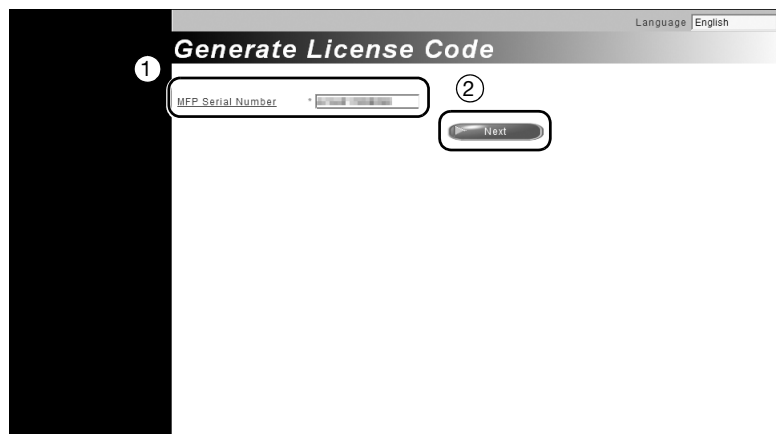 Language English
Generate License Code
①
MFP Serial Number *
②
Next